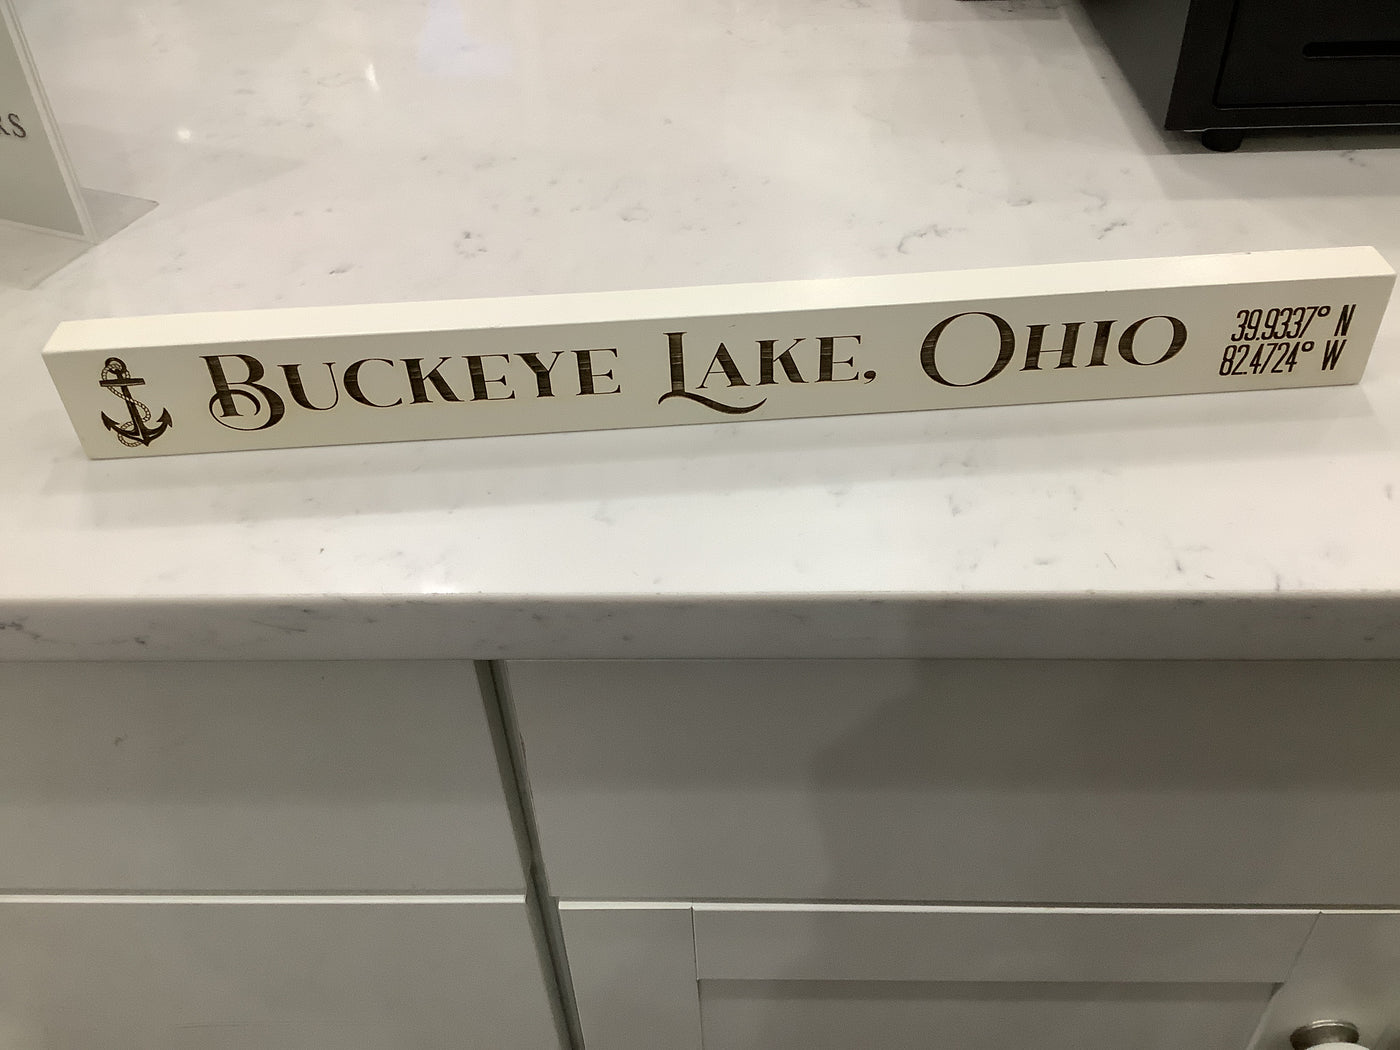 Buckeye Lake, Ohio
39.9337° N
82.4724° W